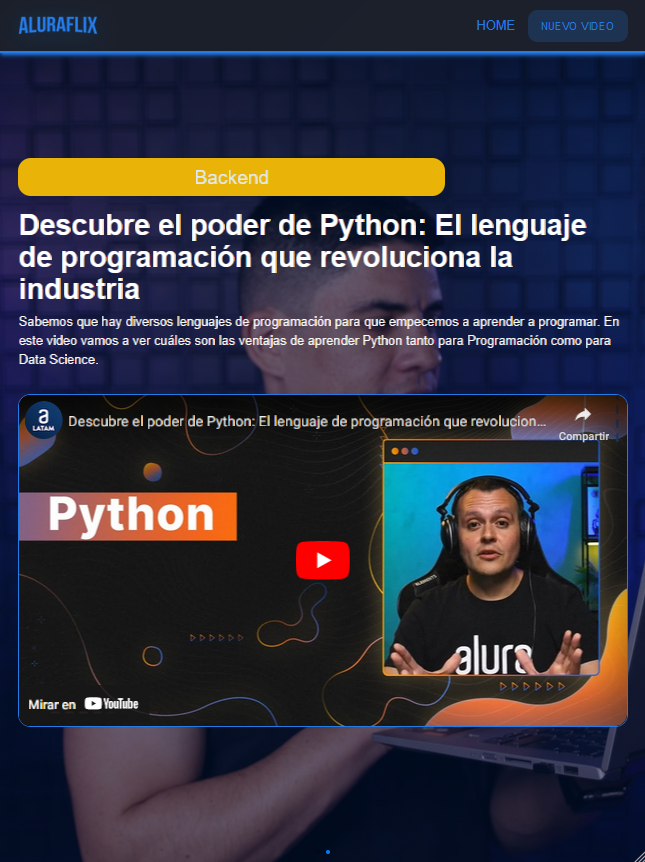 ALURAFLIX
HOME
NUEVO VIDEO
Backend
Descubre el poder de Python: El lenguaje
de programación que revoluciona la
industria
Sabemos que hay diversos lenguajes de programación para que empecemos a aprender a programar. En
este video vamos a ver cuáles son las ventajas de aprender Python tanto para Programación como para
Data Science.
a
LATAM
Descubre el poder de Python: El lenguaje de programación que revolucion...
Compartir
Python
alura
Mirar en YouTube